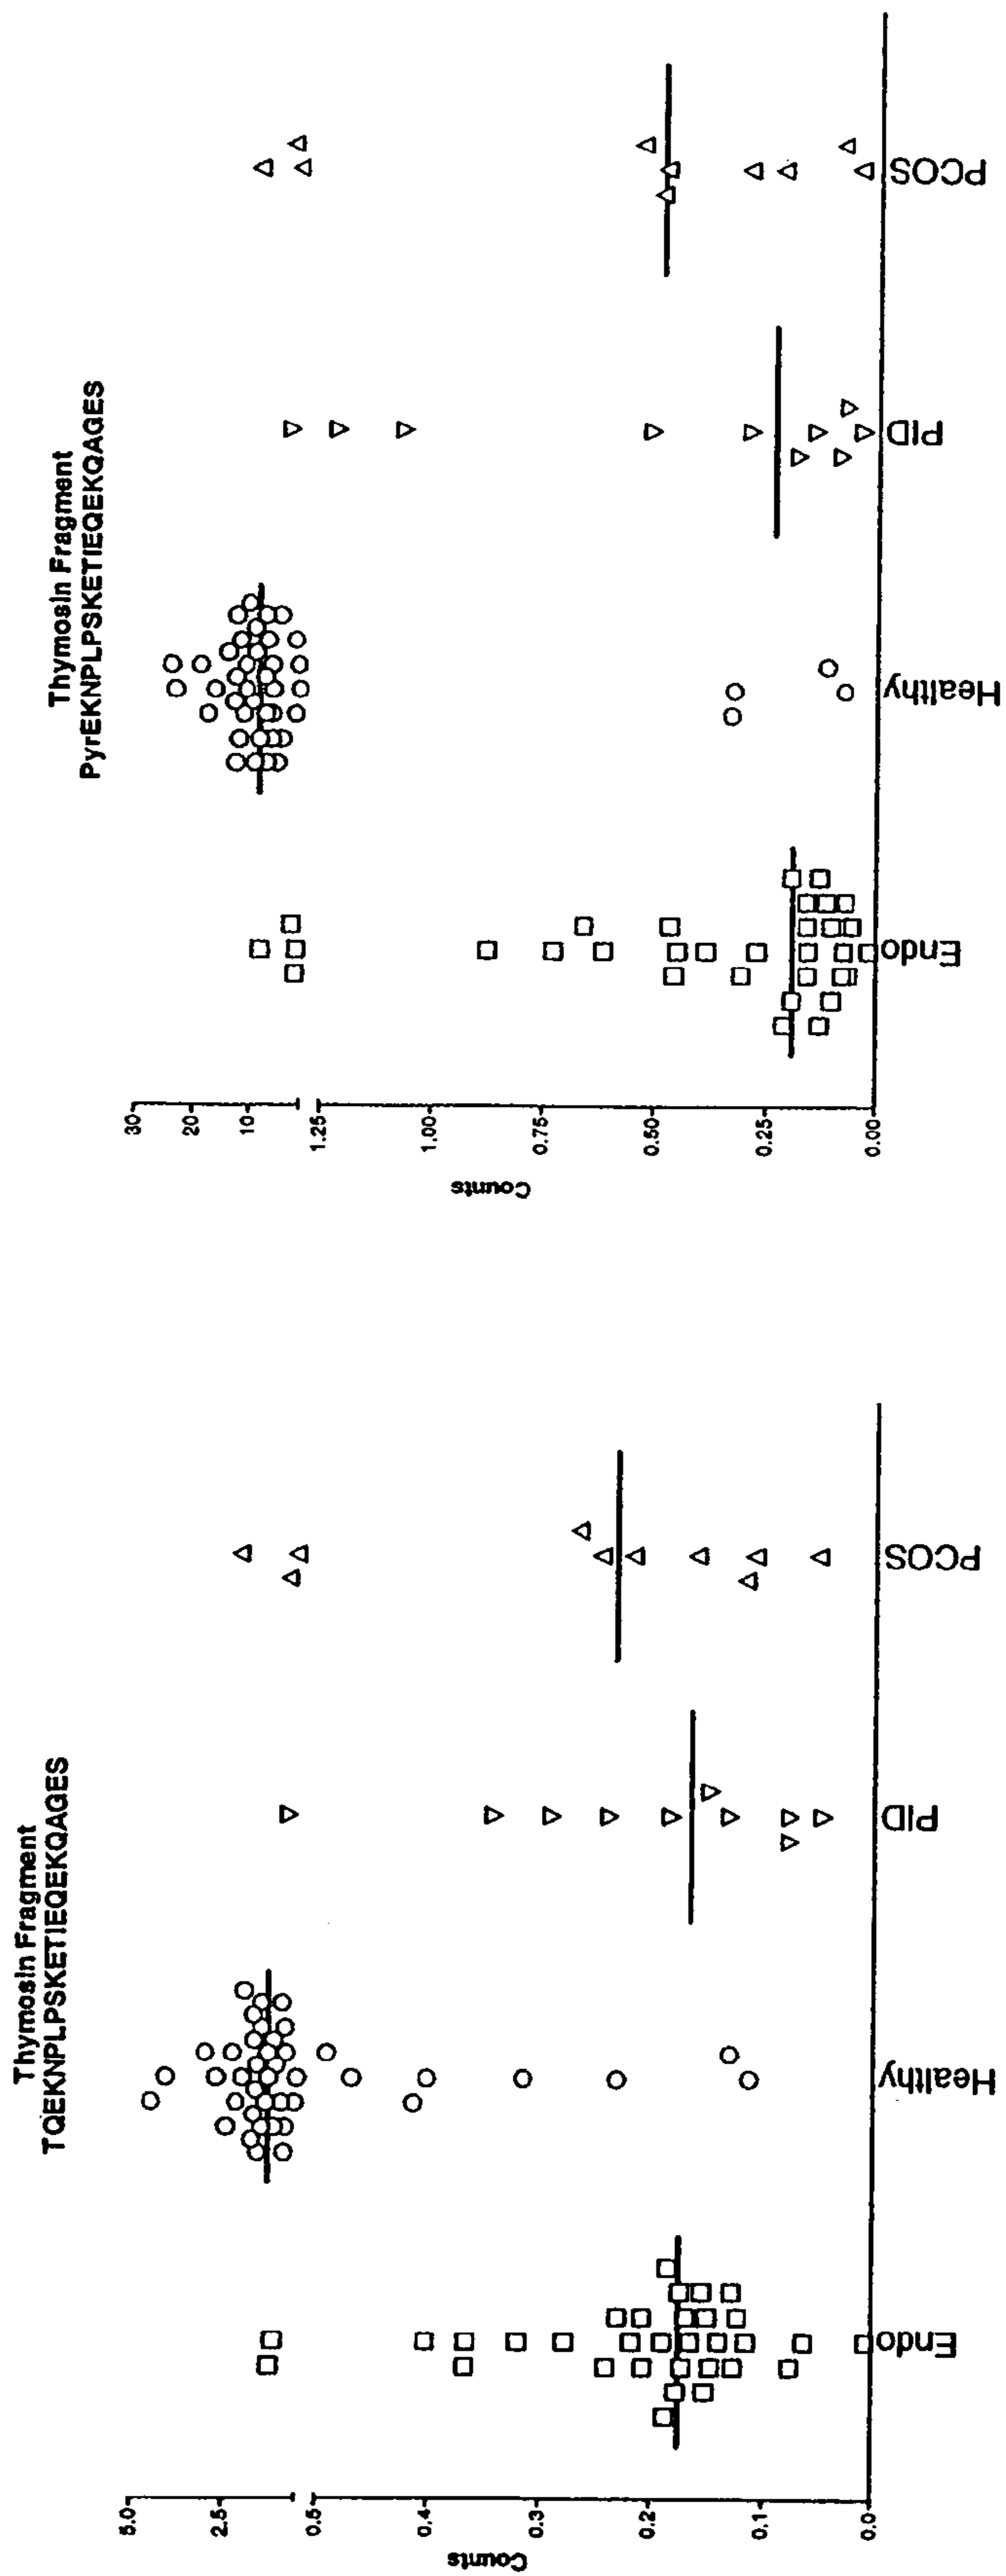 Thymosin Fragment
TQEKNPLPSKETIEQEKQAGES
Counts
5.0
2.5
0.5
0.4
0.3
0.2
0.1
0.0
Endo
Healthy
PID
PCOS
Thymosin Fragment
PyrEKNPLPSKETIEQEKQAGES
Counts
30
20
10
1.25
1.00
0.75
0.50
0.25
0.00
Endo
Healthy
PID
PCOS